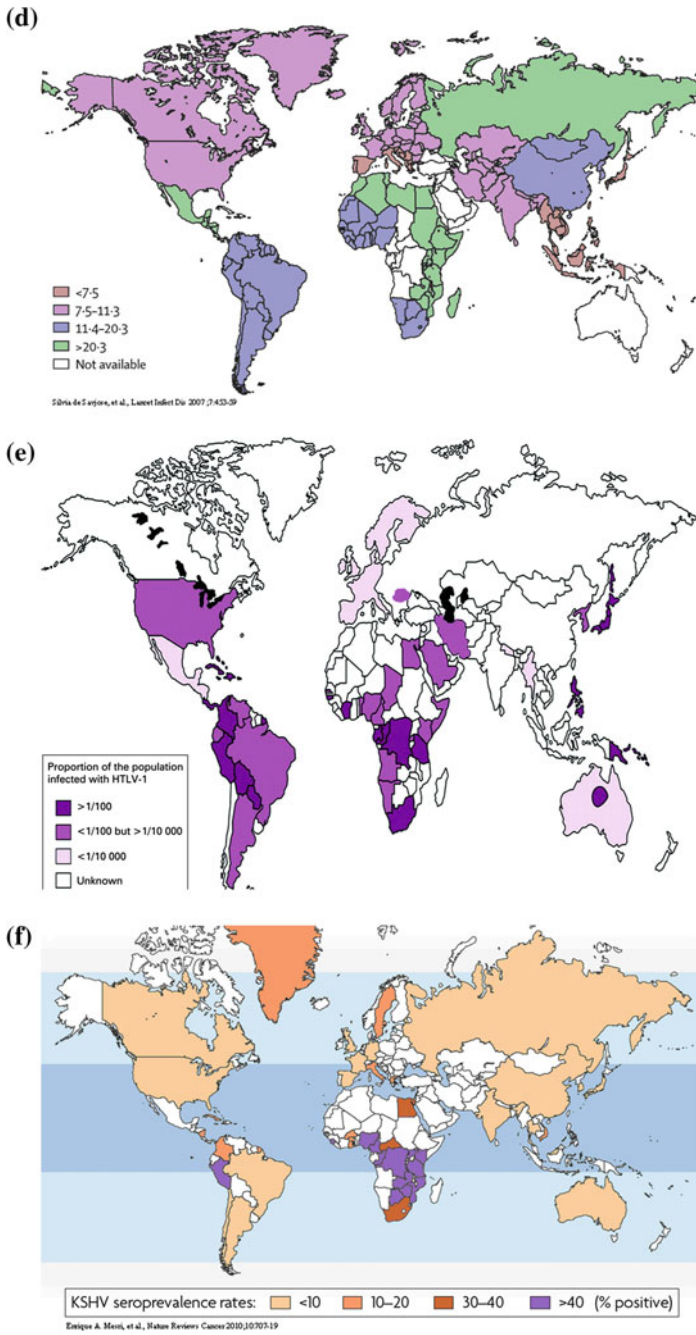 (d)
<7·5
7·5–11·3
11·4–20·3
>20·3
Not available
Silvia de Sanjose, et al., Lancet Infect Dis 2007 ;7:453-59
(e)
Proportion of the population
infected with HTLV-1
>1/100
<1/100 but >1/10 000
<1/10 000
Unknown
(f)
KSHV seroprevalence rates: <10 10–20 30–40 >40 (% positive)
Enrique A. Mesri, et al., Nature Reviews Cancer 2010;10:707-19